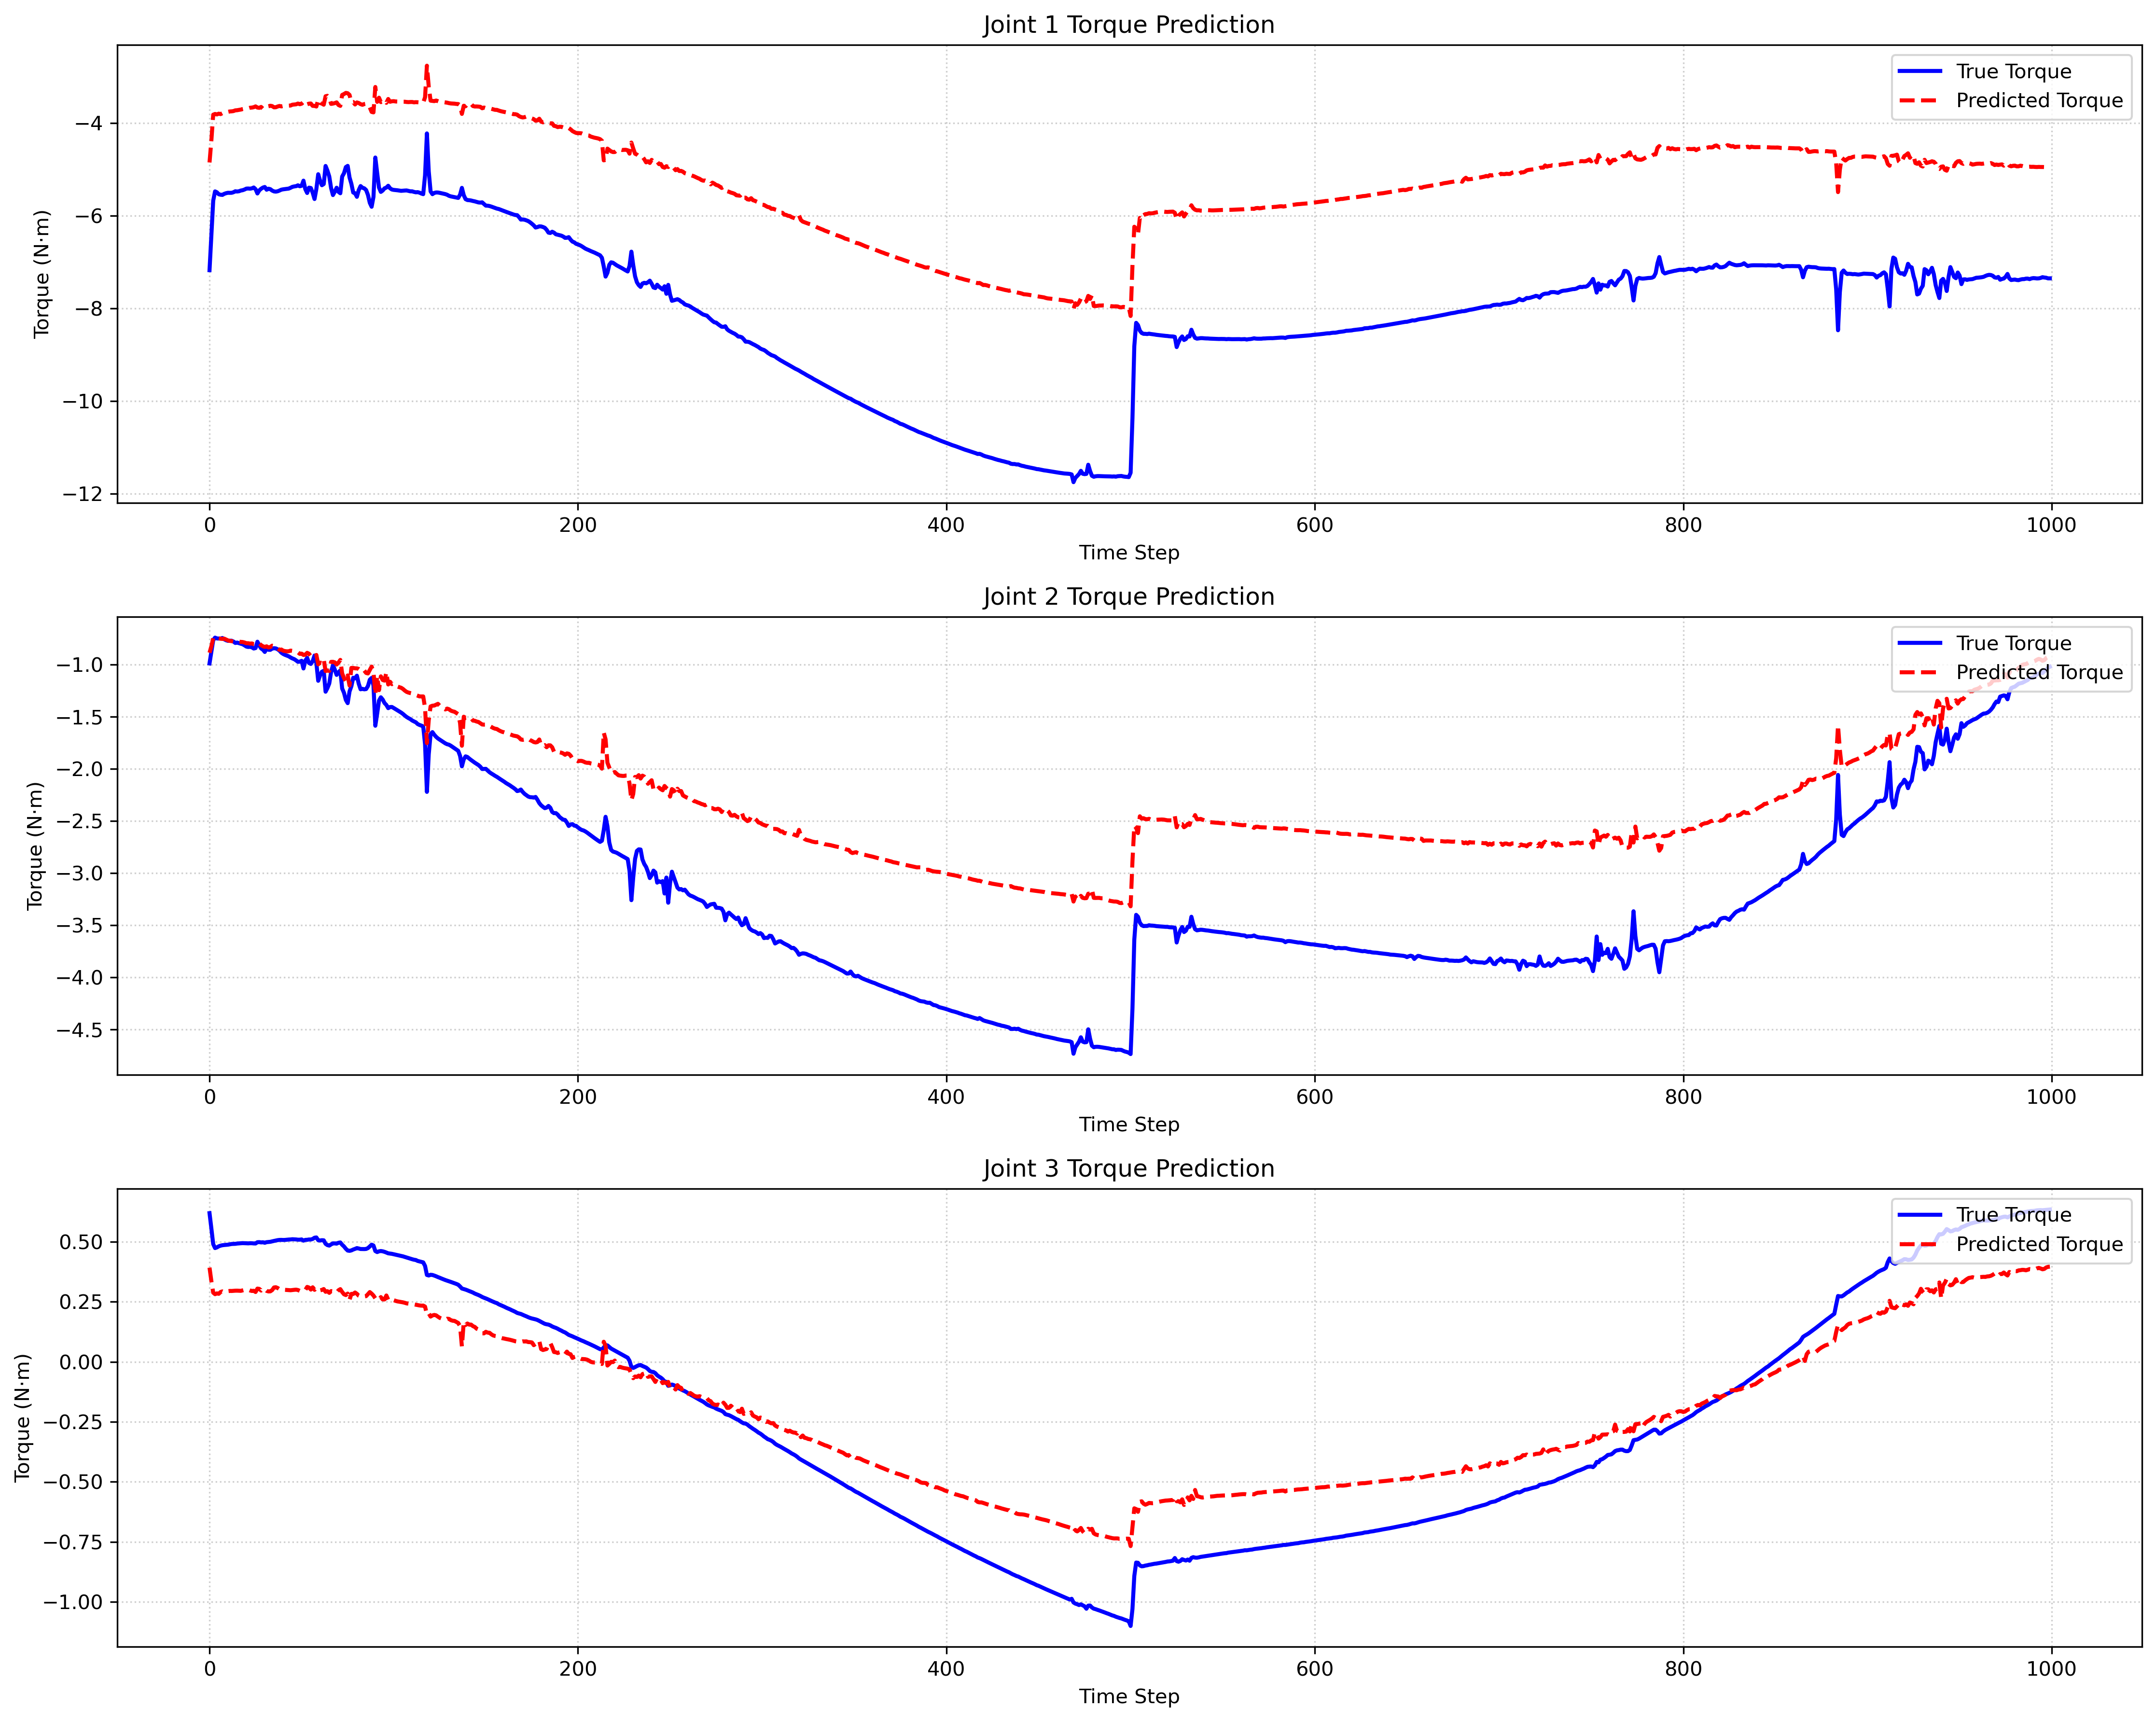 Joint 1 Torque Prediction
True Torque
Predicted Torque
−4
−6
−8
−10
−12
Torque (N·m)
0 200 400 600 800 1000
Time Step
Joint 2 Torque Prediction
True Torque
Predicted Torque
−1.0
−1.5
−2.0
−2.5
−3.0
−3.5
−4.0
−4.5
Torque (N·m)
0 200 400 600 800 1000
Time Step
Joint 3 Torque Prediction
True Torque
Predicted Torque
0.50
0.25
0.00
−0.25
−0.50
−0.75
−1.00
Torque (N·m)
0 200 400 600 800 1000
Time Step